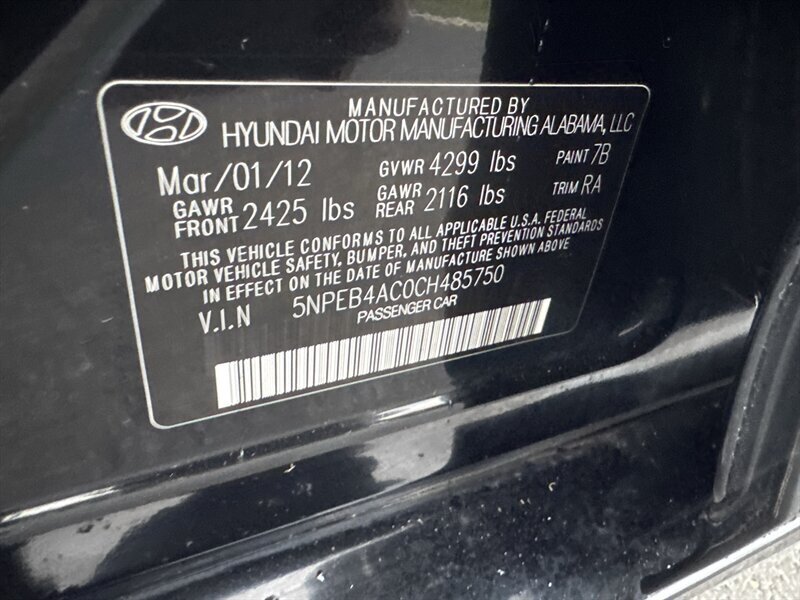 MANUFACTURED BY
HYUNDAI MOTOR MANUFACTURING ALABAMA, LLC
Mar/01/12 GVWR 4299 lbs PAINT 7B
GAWR FRONT 2425 lbs GAWR REAR 2116 lbs TRIM RA
THIS VEHICLE CONFORMS TO ALL APPLICABLE U.S.A. FEDERAL
MOTOR VEHICLE SAFETY, BUMPER, AND THEFT PREVENTION STANDARDS
IN EFFECT ON THE DATE OF MANUFACTURE SHOWN ABOVE
V.I.N 5NPEB4AC0CH485750
PASSENGER CAR